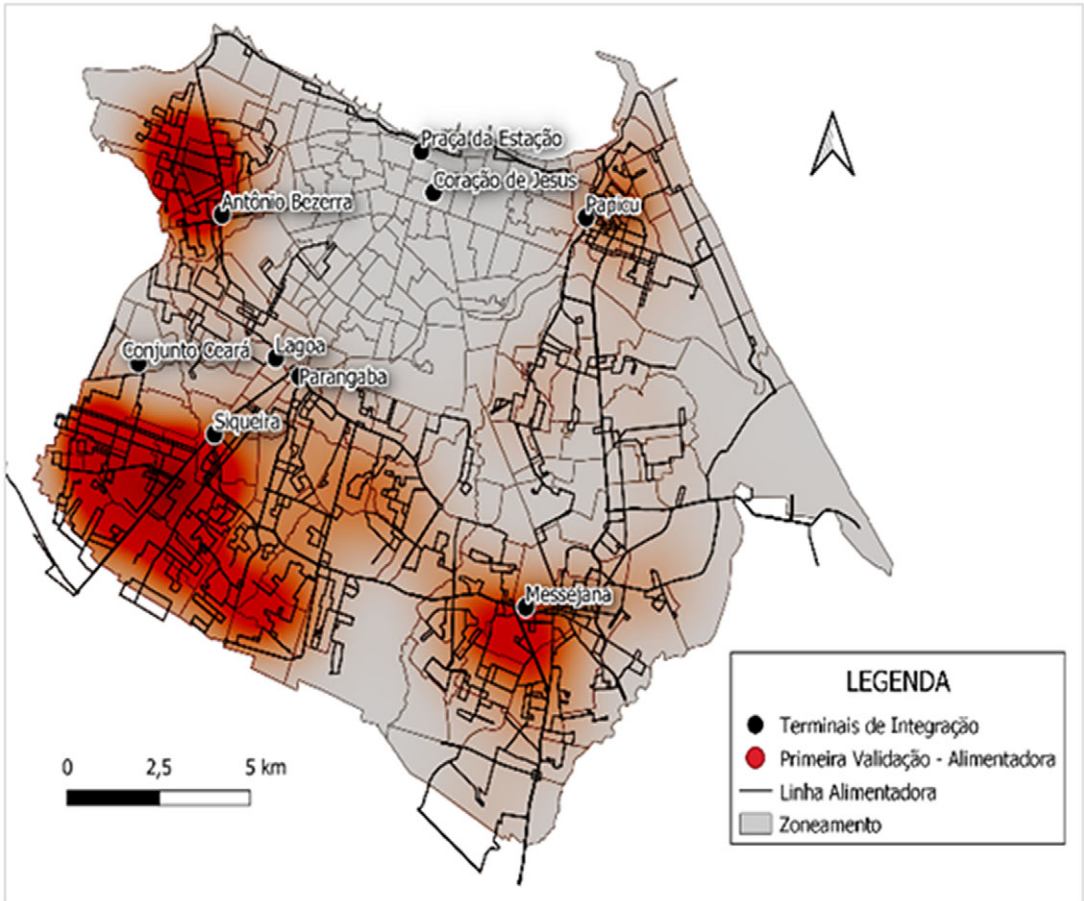 Praça da Estação
Coração de Jesus
Antônio Bezerra
Papicu
Conjunto Ceará
Lagoa
Parangaba
Siqueira
Messejana
LEGENDA
Terminais de Integração
Primeira Validação - Alimentadora
Linha Alimentadora
Zoneamento
0 2,5 5 km